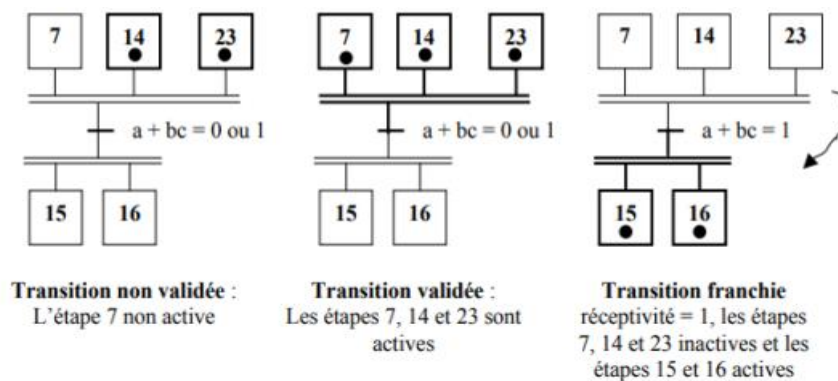 7 14 23
a + bc = 0 ou 1
15 16
Transition non validée :
L'étape 7 non active
7 14 23
a + bc = 0 ou 1
15 16
Transition validée :
Les étapes 7, 14 et 23 sont
actives
7 14 23
a + bc = 1
15 16
Transition franchie
réceptivité = 1, les étapes
7, 14 et 23 inactives et les
étapes 15 et 16 actives